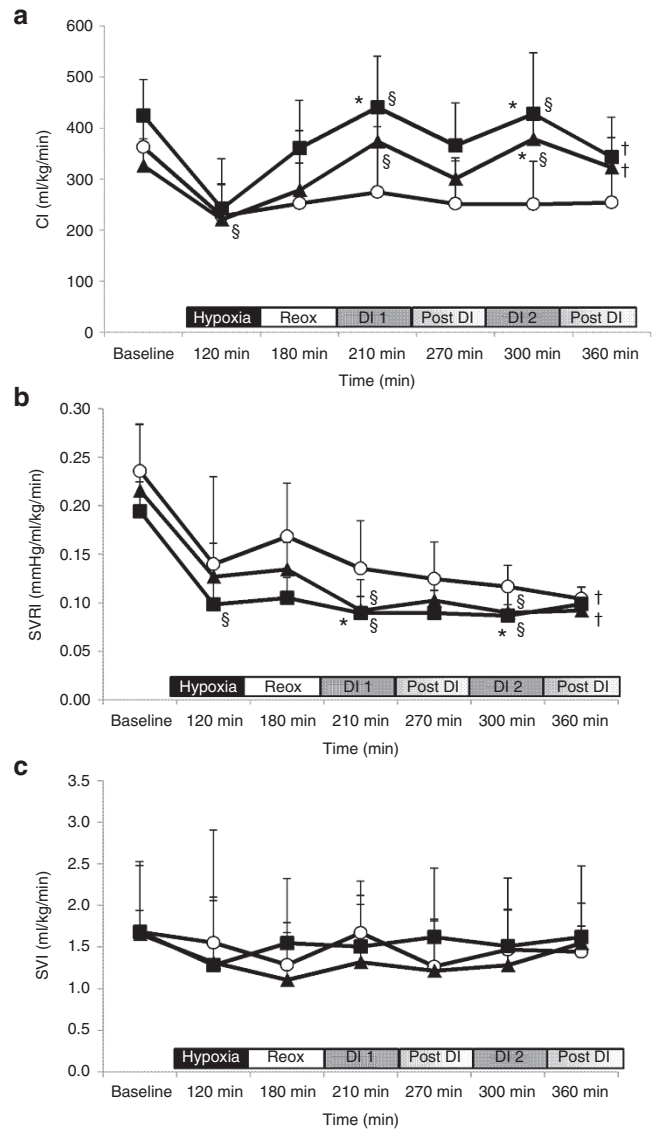 a
600
500
400
300
200
100
0
CI (ml/kg/min)
* §
* §
§
* §
§
†
†
Hypoxia Reox DI 1 Post DI DI 2 Post DI
Baseline 120 min 180 min 210 min 270 min 300 min 360 min
Time (min)
b
0.30
0.25
0.20
0.15
0.10
0.05
0.00
SVRI (mmHg/ml/kg/min)
§
§
* §
§
* §
†
†
Hypoxia Reox DI 1 Post DI DI 2 Post DI
Baseline 120 min 180 min 210 min 270 min 300 min 360 min
Time (min)
c
3.5
3.0
2.5
2.0
1.5
1.0
0.5
0.0
SVI (ml/kg/min)
Hypoxia Reox DI 1 Post DI DI 2 Post DI
Baseline 120 min 180 min 210 min 270 min 300 min 360 min
Time (min)